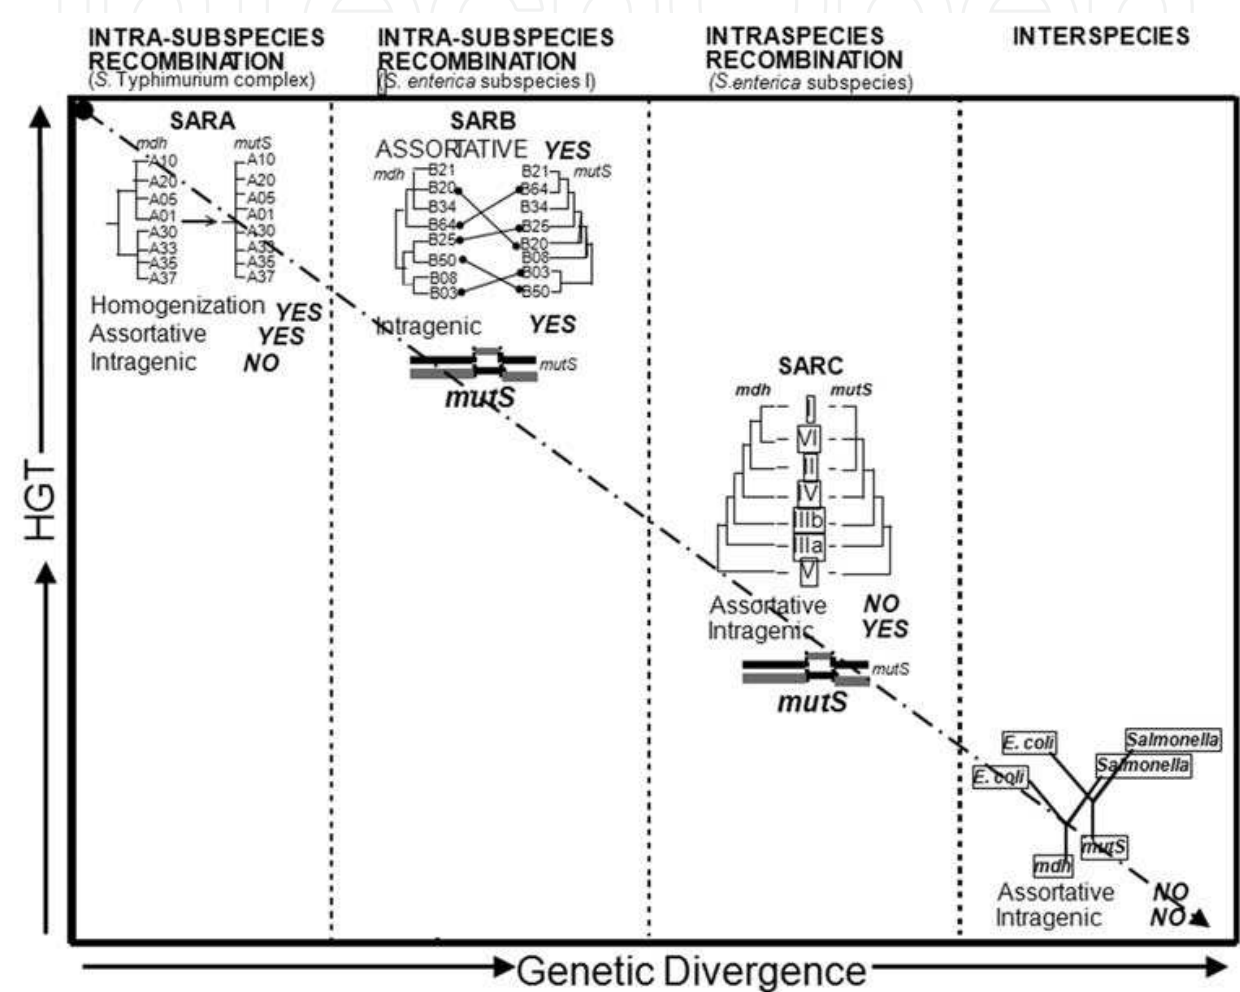 INTRA-SUBSPECIES
RECOMBINATION
(S. Typhimurium complex)
INTRA-SUBSPECIES
RECOMBINATION
(S. enterica subspecies I)
INTRASPECIES
RECOMBINATION
(S.enterica subspecies)
INTERSPECIES
HGT
SARA
mdh
mutS
A10
A20
A05
A01
A30
A33
A35
A37
A10
A20
A05
A01
A30
A33
A35
A37
Homogenization YES
Assortative YES
Intragenic NO
SARB
ASSORTATIVE YES
mdh
B21
B20
B34
B64
B25
B50
B08
B03
B21
B64
B34
B25
B20
B08
B03
B50
mutS
Intragenic YES
mutS
mutS
SARC
mdh
mutS
I
VI
II
IV
IIIb
IIIa
V
Assortative NO
Intragenic YES
mutS
mutS
E. coli
Salmonella
E. coli
Salmonella
mutS
mdh
Assortative NO
Intragenic NO
Genetic Divergence